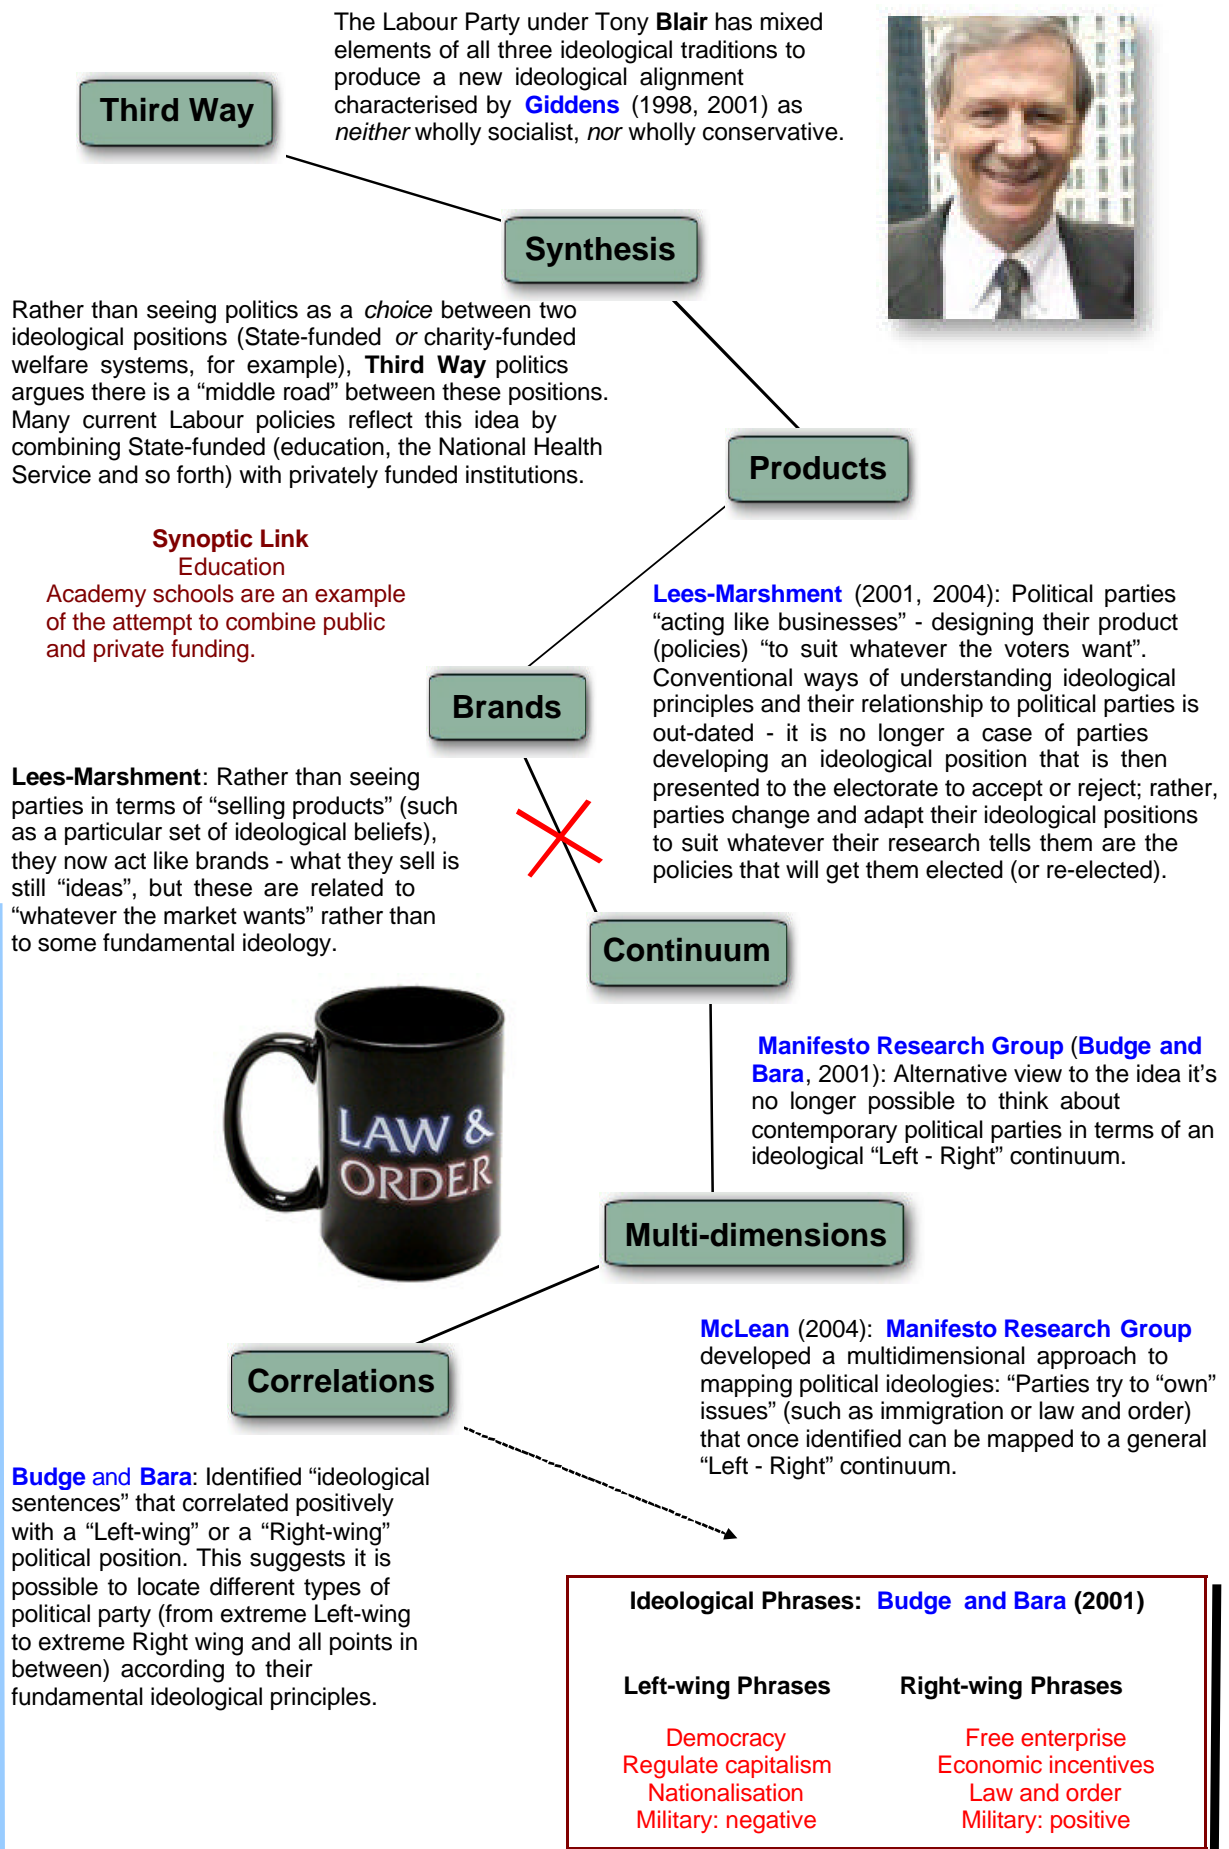 The Labour Party under Tony Blair has mixed
elements of all three ideological traditions to
produce a new ideological alignment
characterised by Giddens (1998, 2001) as
neither wholly socialist, nor wholly conservative.
Third Way
Synthesis
Rather than seeing politics as a choice between two
ideological positions (State-funded or charity-funded
welfare systems, for example), Third Way politics
argues there is a “middle road” between these positions.
Many current Labour policies reflect this idea by
combining State-funded (education, the National Health
Service and so forth) with privately funded institutions.
Products
Synoptic Link
Education
Academy schools are an example
of the attempt to combine public
and private funding.
Lees-Marshment (2001, 2004): Political parties
“acting like businesses” - designing their product
(policies) “to suit whatever the voters want”.
Conventional ways of understanding ideological
principles and their relationship to political parties is
out-dated - it is no longer a case of parties
developing an ideological position that is then
presented to the electorate to accept or reject; rather,
parties change and adapt their ideological positions
to suit whatever their research tells them are the
policies that will get them elected (or re-elected).
Brands
Lees-Marshment: Rather than seeing
parties in terms of “selling products” (such
as a particular set of ideological beliefs),
they now act like brands - what they sell is
still “ideas”, but these are related to
“whatever the market wants” rather than
to some fundamental ideology.
Continuum
LAW &
ORDER
Manifesto Research Group (Budge and
Bara, 2001): Alternative view to the idea it’s
no longer possible to think about
contemporary political parties in terms of an
ideological “Left - Right” continuum.
Multi-dimensions
McLean (2004): Manifesto Research Group
developed a multidimensional approach to
mapping political ideologies: “Parties try to “own”
issues” (such as immigration or law and order)
that once identified can be mapped to a general
“Left - Right” continuum.
Correlations
Budge and Bara: Identified “ideological
sentences” that correlated positively
with a “Left-wing” or a “Right-wing”
political position. This suggests it is
possible to locate different types of
political party (from extreme Left-wing
to extreme Right wing and all points in
between) according to their
fundamental ideological principles.
Ideological Phrases: Budge and Bara (2001)
Left-wing Phrases Right-wing Phrases
Democracy Free enterprise
Regulate capitalism Economic incentives
Nationalisation Law and order
Military: negative Military: positive